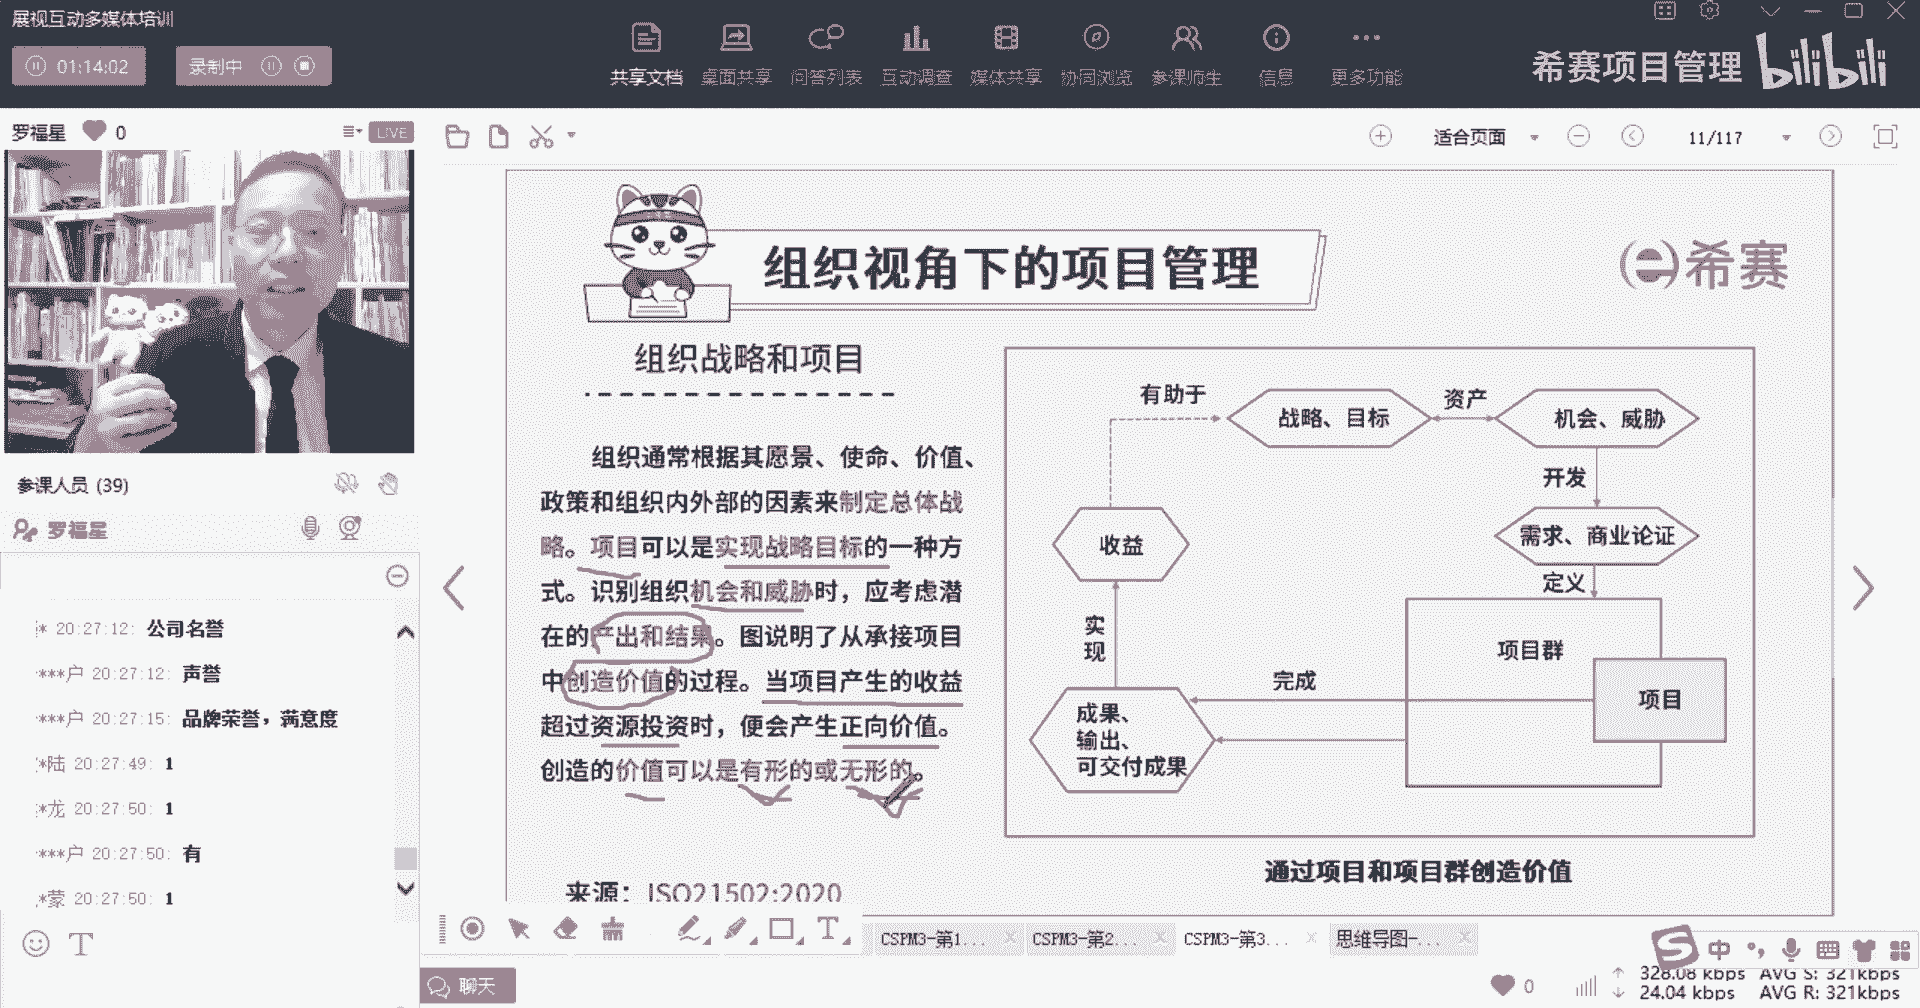 展视互动多媒体培训
01:14:02
录制中
共享文档
桌面共享
问答列表
互动调查
媒体共享
协同浏览
参课师生
信息
更多功能
希赛项目管理 bilibili
罗福星 0
LIVE
适合页面
11/117
组织视角下的项目管理
希赛
组织战略和项目
组织通常根据其愿景、使命、价值、
政策和组织内外部的因素来制定总体战
略。项目可以是实现战略目标的一种方
式。识别组织机会和威胁时，应考虑潜
在的产出和结果。图说明了从承接项目
中创造价值的过程。当项目产生的收益
超过资源投资时，便会产生正向价值。
创造的价值可以是有形的或无形的。
来源：ISO21502:2020
有助于
战略、目标
资产
机会、威胁
开发
需求、商业论证
定义
收益
实现
项目群
项目
完成
成果、
输出、
可交付成果
通过项目和项目群创造价值
参课人员 (39)
罗福星
* 20:27:12: 公司名誉
***户 20:27:12: 声誉
***户 20:27:15: 品牌荣誉，满意度
*陆 20:27:49: 1
*龙 20:27:50: 1
***户 20:27:50: 有
*蒙 20:27:50: 1
T
T
CSPM3-第1...
CSPM3-第2...
CSPM3-第3...
思维导图-...
聊天
S 中
0
328.08 kbps AVG S: 321kbps
24.04 kbps AVG R: 321kbps